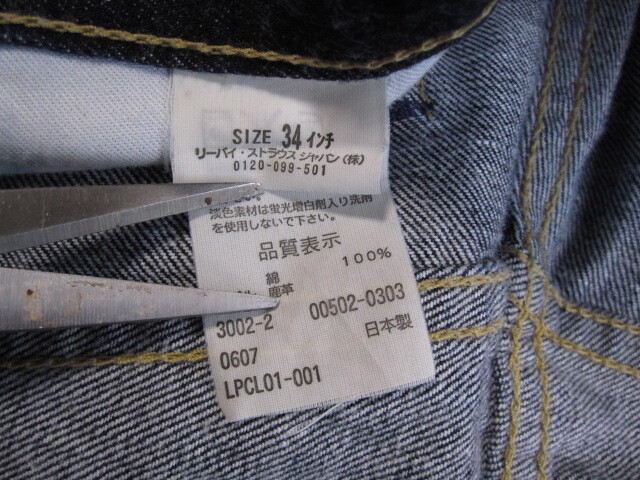 SIZE 34 インチ
リーバイ・ストラウス ジャパン(株)
0120-099-501
淡色素材は蛍光増白剤入り洗剤
を使用しないで下さい。
品質表示
綿 100%
鹿革
3002-2 00502-0303
0607 日本製
LPCL01-001